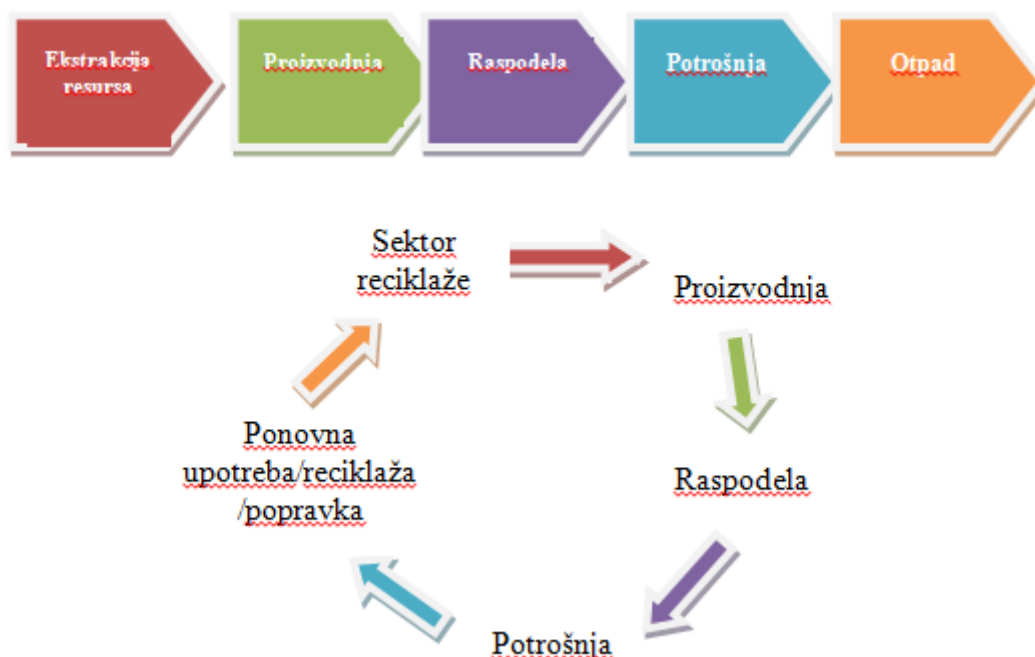 Ekstrakcija
resursa
Proizvodnja
Raspodela
Potrošnja
Otpad
Sektor
reciklaže
Proizvodnja
Raspodela
Potrošnja
Ponovna
upotreba/reciklaža
/popravka